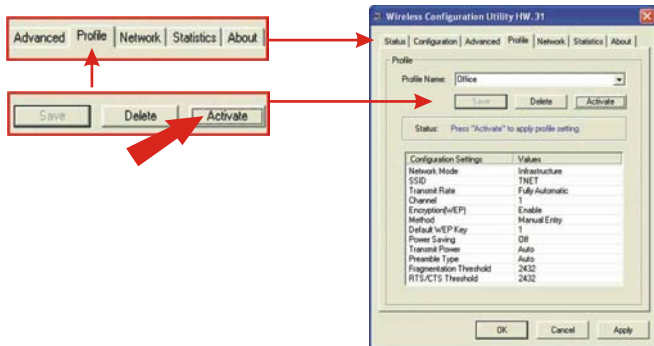 Advanced Profile Network Statistics About
Save Delete Activate
Wireless Configuration Utility HW.31
Status Configuration Advanced Profile Network Statistics About
Profile
Profile Name: Office
Save Delete Activate
Status: Press "Activate" to apply profile setting.
Configuration Settings Values
Network Mode Infrastructure
SSID TNET
Transmit Rate Fully Automatic
Channel 1
Encryption(WEP) Enable
Method Manual Entry
Default WEP Key 1
Power Saving Off
Transmit Power Auto
Preamble Type Auto
Fragmentation Threshold 2432
RTS/CTS Threshold 2432
OK Cancel Apply